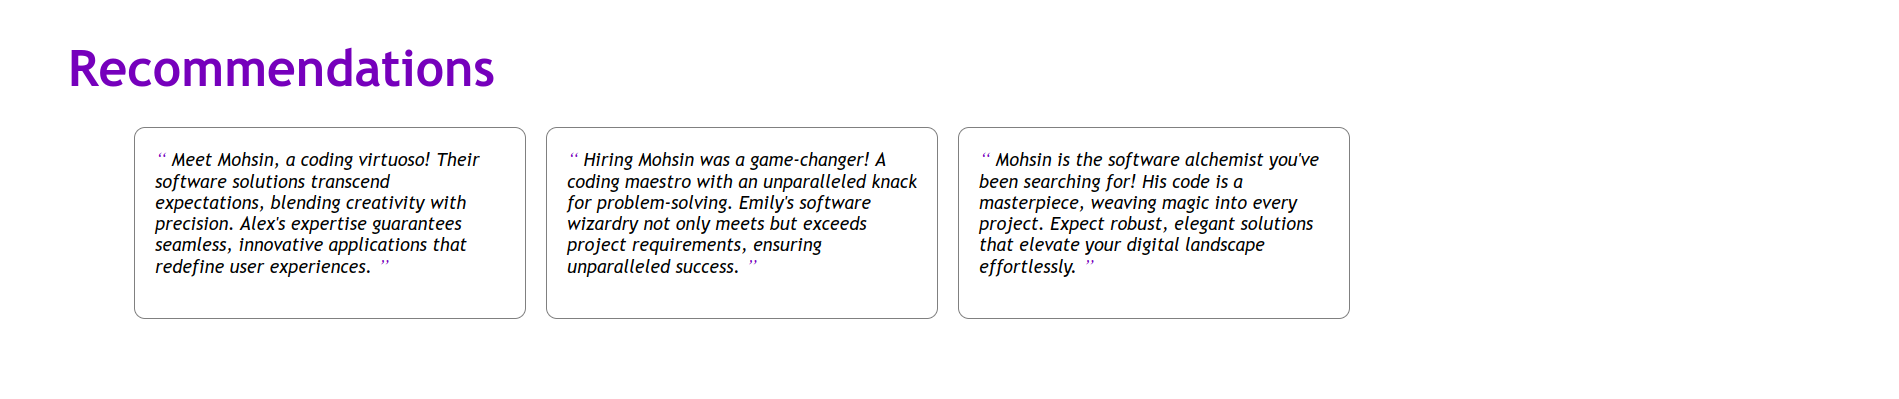 Recommendations
“ Meet Mohsin, a coding virtuoso! Their
software solutions transcend
expectations, blending creativity with
precision. Alex's expertise guarantees
seamless, innovative applications that
redefine user experiences. ”
“ Hiring Mohsin was a game-changer! A
coding maestro with an unparalleled knack
for problem-solving. Emily's software
wizardry not only meets but exceeds
project requirements, ensuring
unparalleled success. ”
“ Mohsin is the software alchemist you've
been searching for! His code is a
masterpiece, weaving magic into every
project. Expect robust, elegant solutions
that elevate your digital landscape
effortlessly. ”